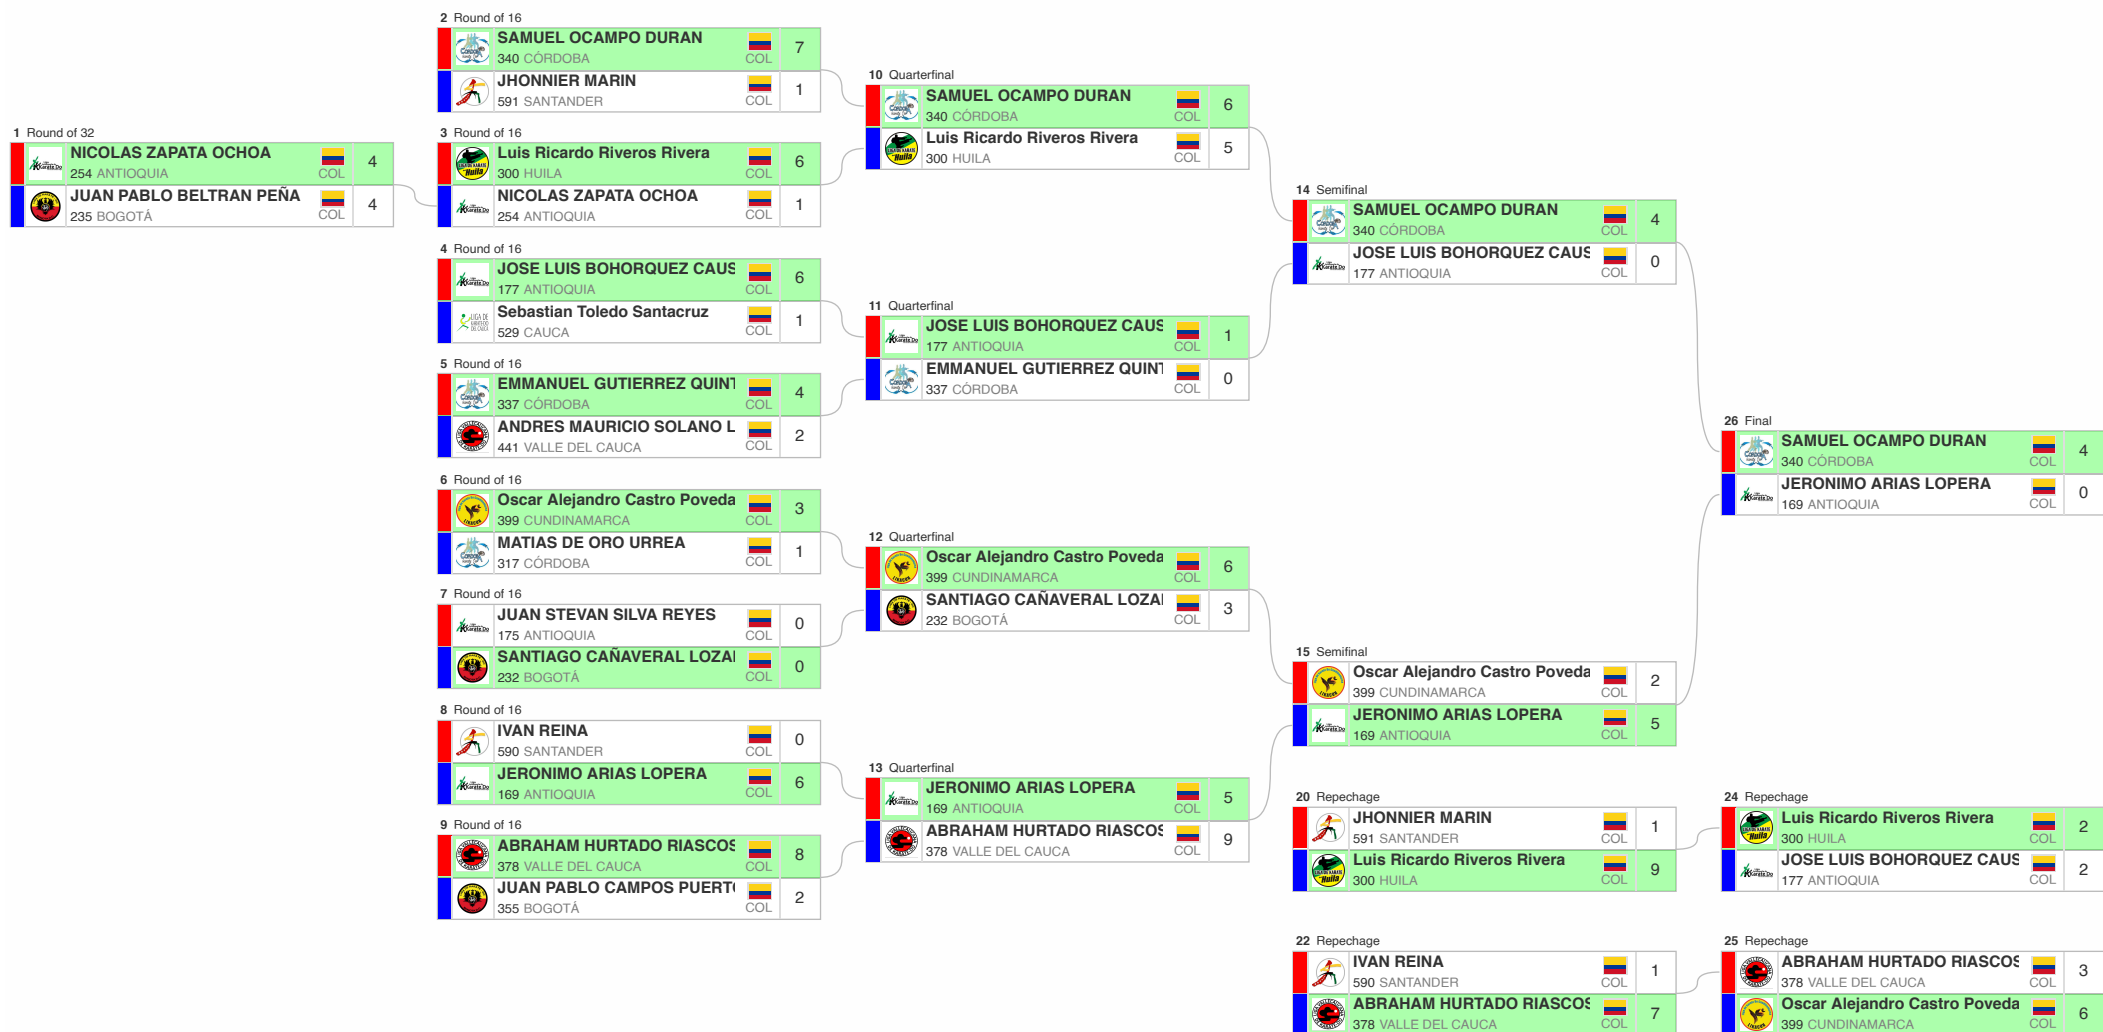 2 Round of 16
SAMUEL OCAMPO DURAN
340 CÓRDOBA
COL
7
JHONNIER MARIN
591 SANTANDER
COL
1
10 Quarterfinal
SAMUEL OCAMPO DURAN
340 CÓRDOBA
COL
6
Luis Ricardo Riveros Rivera
300 HUILA
COL
5
1 Round of 32
NICOLAS ZAPATA OCHOA
254 ANTIOQUIA
COL
4
JUAN PABLO BELTRAN PEÑA
235 BOGOTÁ
COL
4
3 Round of 16
Luis Ricardo Riveros Rivera
300 HUILA
COL
6
NICOLAS ZAPATA OCHOA
254 ANTIOQUIA
COL
1
14 Semifinal
SAMUEL OCAMPO DURAN
340 CÓRDOBA
COL
4
JOSE LUIS BOHORQUEZ CAUS
177 ANTIOQUIA
COL
0
4 Round of 16
JOSE LUIS BOHORQUEZ CAUS
177 ANTIOQUIA
COL
6
Sebastian Toledo Santacruz
529 CAUCA
COL
1
11 Quarterfinal
JOSE LUIS BOHORQUEZ CAUS
177 ANTIOQUIA
COL
1
EMMANUEL GUTIERREZ QUINT
337 CÓRDOBA
COL
0
5 Round of 16
EMMANUEL GUTIERREZ QUINT
337 CÓRDOBA
COL
4
ANDRES MAURICIO SOLANO L
441 VALLE DEL CAUCA
COL
2
26 Final
SAMUEL OCAMPO DURAN
340 CÓRDOBA
COL
4
JERONIMO ARIAS LOPERA
169 ANTIOQUIA
COL
0
6 Round of 16
Oscar Alejandro Castro Poveda
399 CUNDINAMARCA
COL
3
MATIAS DE ORO URREA
317 CÓRDOBA
COL
1
12 Quarterfinal
Oscar Alejandro Castro Poveda
399 CUNDINAMARCA
COL
6
SANTIAGO CAÑAVERAL LOZAI
232 BOGOTÁ
COL
3
7 Round of 16
JUAN STEVAN SILVA REYES
175 ANTIOQUIA
COL
0
SANTIAGO CAÑAVERAL LOZAI
232 BOGOTÁ
COL
0
15 Semifinal
Oscar Alejandro Castro Poveda
399 CUNDINAMARCA
COL
2
JERONIMO ARIAS LOPERA
169 ANTIOQUIA
COL
5
8 Round of 16
IVAN REINA
590 SANTANDER
COL
0
JERONIMO ARIAS LOPERA
169 ANTIOQUIA
COL
6
13 Quarterfinal
JERONIMO ARIAS LOPERA
169 ANTIOQUIA
COL
5
ABRAHAM HURTADO RIASCOS
378 VALLE DEL CAUCA
COL
9
9 Round of 16
ABRAHAM HURTADO RIASCOS
378 VALLE DEL CAUCA
COL
8
JUAN PABLO CAMPOS PUERT
355 BOGOTÁ
COL
2
20 Repechage
JHONNIER MARIN
591 SANTANDER
COL
1
Luis Ricardo Riveros Rivera
300 HUILA
COL
9
24 Repechage
Luis Ricardo Riveros Rivera
300 HUILA
COL
2
JOSE LUIS BOHORQUEZ CAUS
177 ANTIOQUIA
COL
2
22 Repechage
IVAN REINA
590 SANTANDER
COL
1
ABRAHAM HURTADO RIASCOS
378 VALLE DEL CAUCA
COL
7
25 Repechage
ABRAHAM HURTADO RIASCOS
378 VALLE DEL CAUCA
COL
3
Oscar Alejandro Castro Poveda
399 CUNDINAMARCA
COL
6